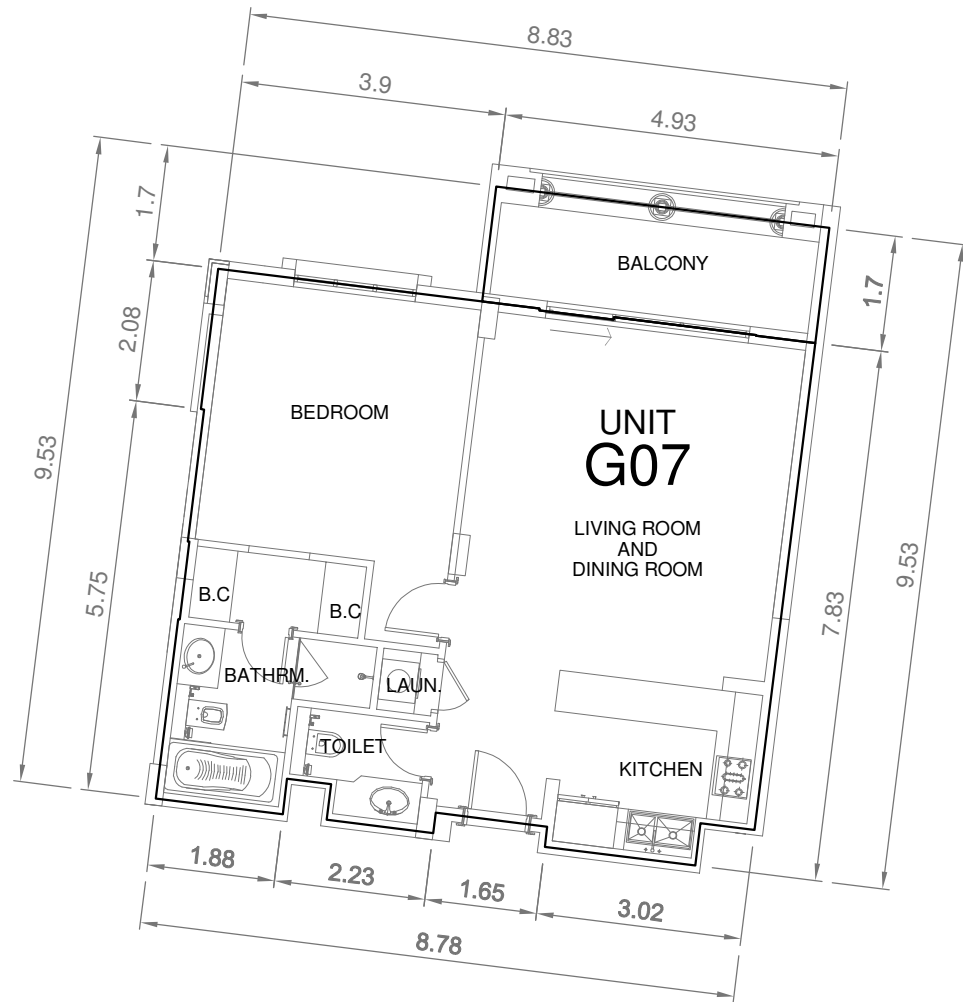 8.83
3.9
4.93
1.7
BALCONY
1.7
2.08
BEDROOM
UNIT
G07
9.53
LIVING ROOM
AND
DINING ROOM
9.53
5.75
7.83
B.C
B.C
BATHRM.
LAUN.
TOILET
KITCHEN
1.88
2.23
1.65
3.02
8.78